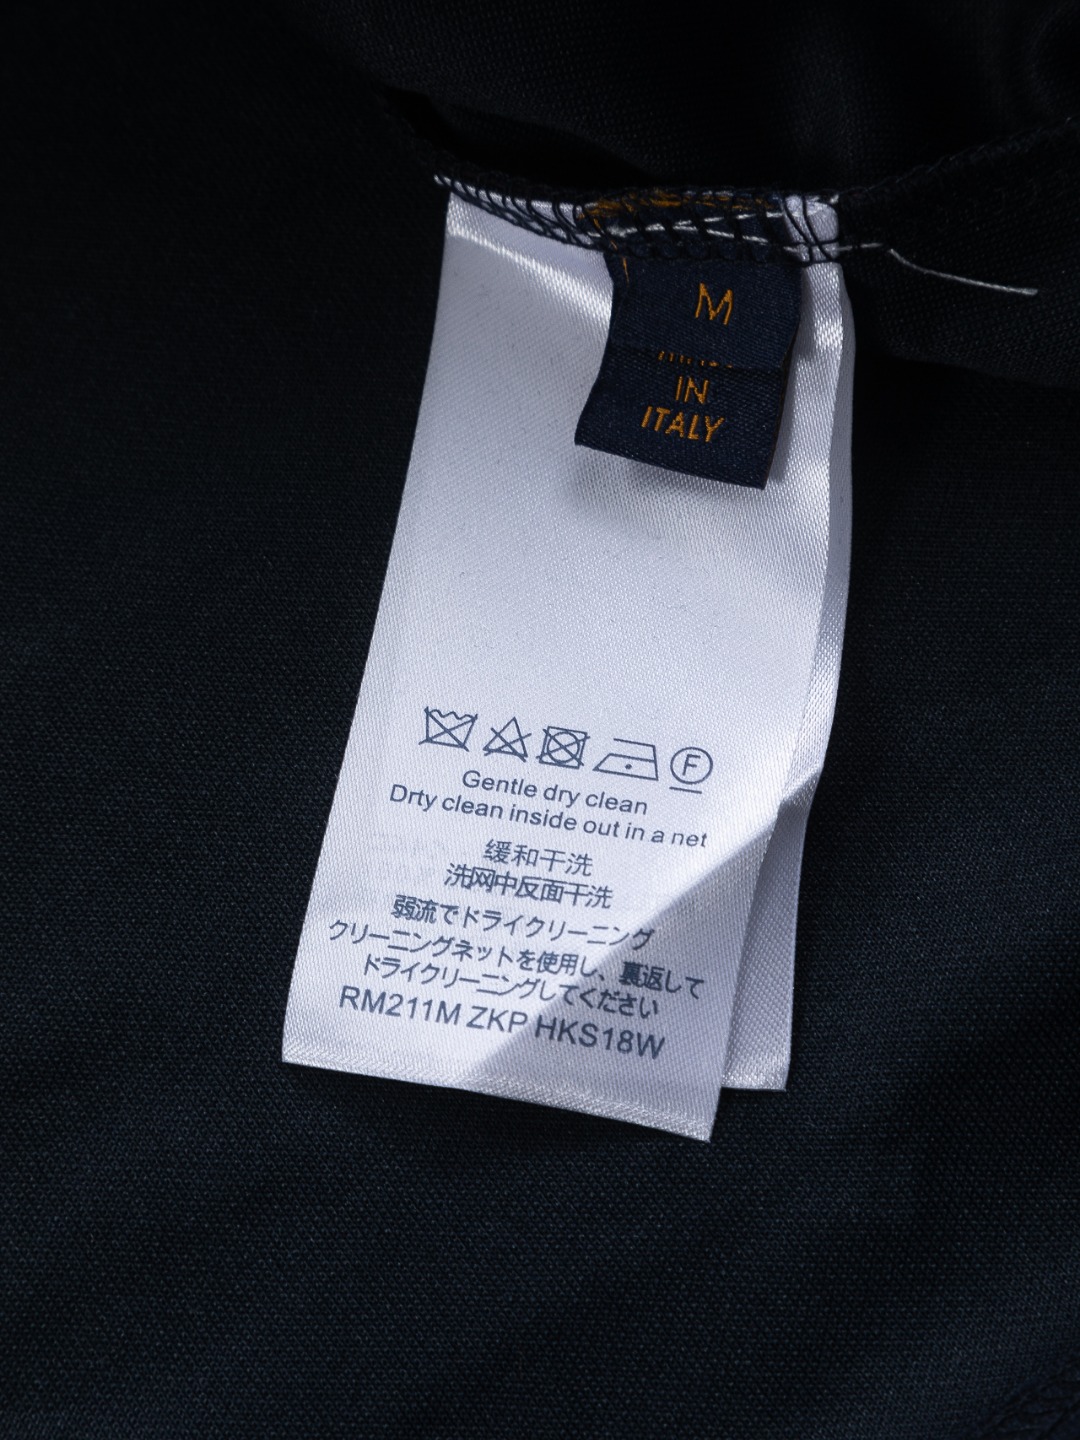 M
IN
ITALY
F
Gentle dry clean
Drty clean inside out in a net
缓和干洗
洗网中反面干洗
弱流でドライクリーニング
クリーニングネットを使用し、裏返して
ドライクリーニングしてください
RM211M ZKP HKS18W